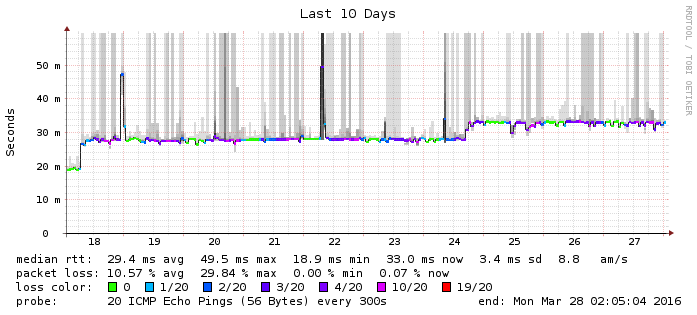 Last 10 Days
RRDTOOL / TOBI OETIKER
Seconds
50 m
40 m
30 m
20 m
10 m
0
18 19 20 21 22 23 24 25 26 27
median rtt: 29.4 ms avg 49.5 ms max 18.9 ms min 33.0 ms now 3.4 ms sd 8.8 am/s
packet loss: 10.57 % avg 29.84 % max 0.00 % min 0.07 % now
loss color: 0 1/20 2/20 3/20 4/20 10/20 19/20
probe: 20 ICMP Echo Pings (56 Bytes) every 300s end: Mon Mar 28 02:05:04 2016